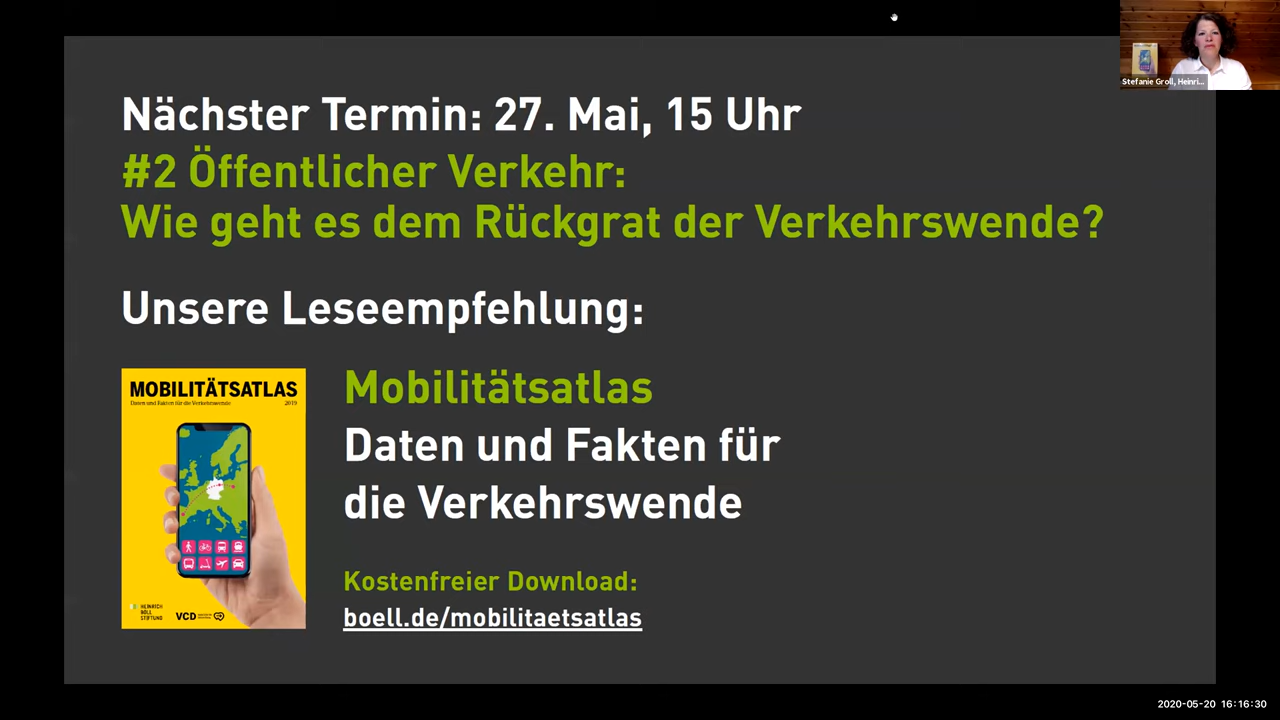 Stefanie Groll, Heinri...
Nächster Termin: 27. Mai, 15 Uhr
#2 Öffentlicher Verkehr:
Wie geht es dem Rückgrat der Verkehrswende?
Unsere Leseempfehlung:
MOBILITÄTSATLAS
Daten und Fakten für die Verkehrswende 2019
HEINRICH
BÖLL
STIFTUNG
VCD
Mobilitätsatlas
Daten und Fakten für
die Verkehrswende
Kostenfreier Download:
boell.de/mobilitaetsatlas
2020-05-20 16:16:30